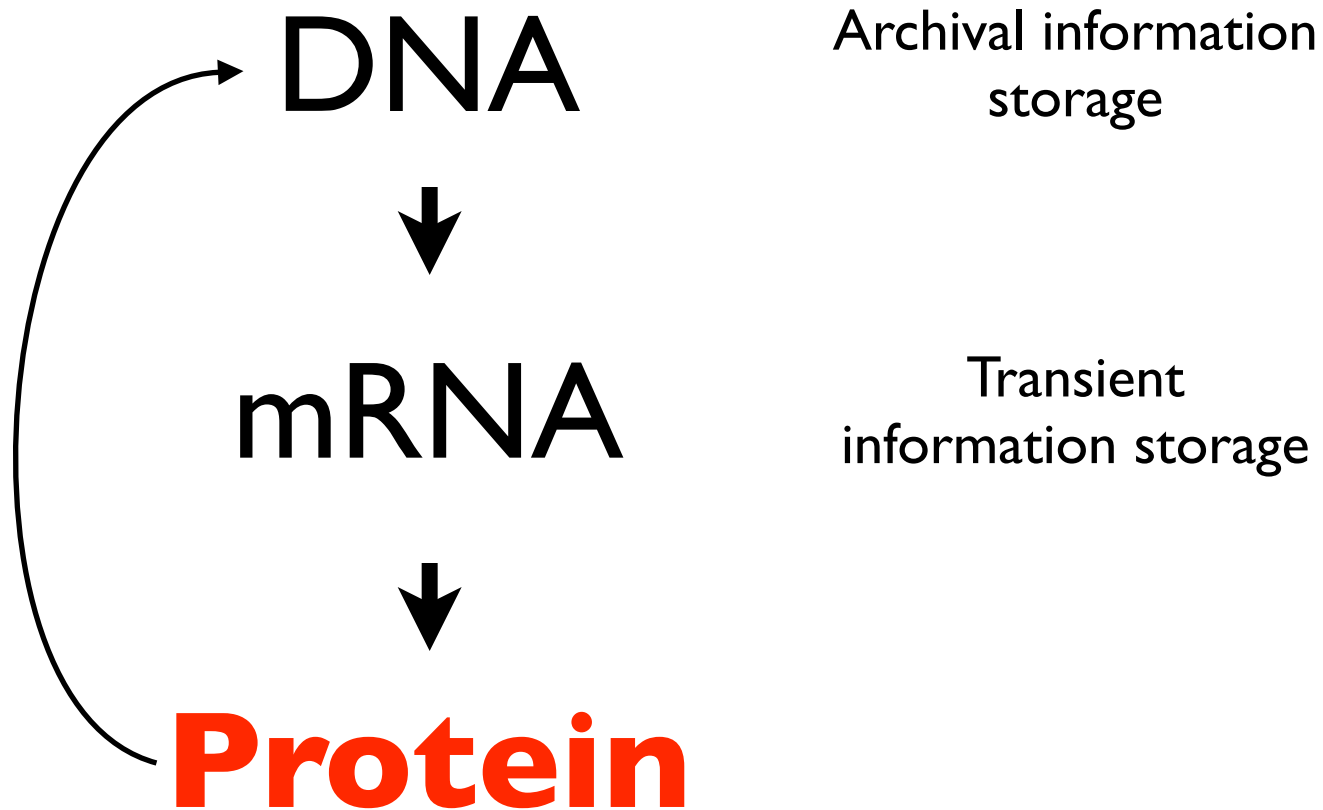 DNA
Archival information
storage
mRNA
Transient
information storage
Protein